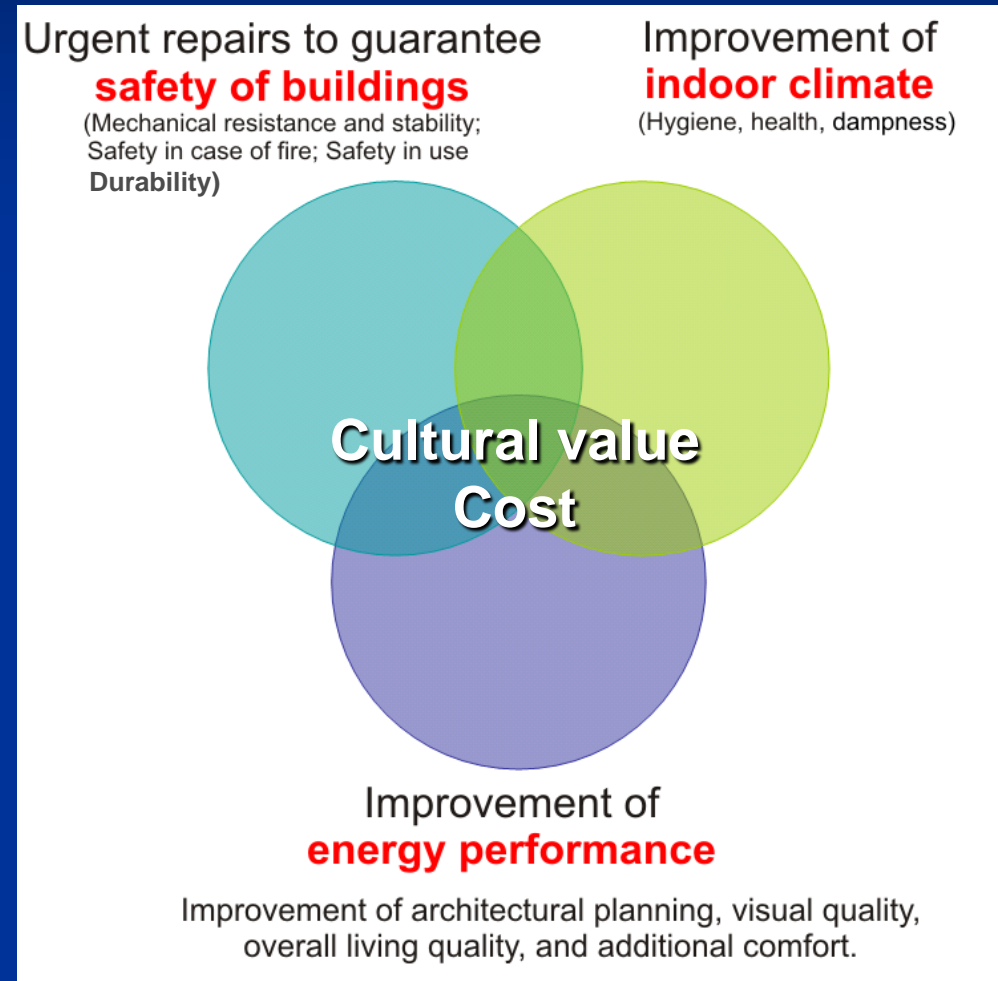 Urgent repairs to guarantee
safety of buildings
(Mechanical resistance and stability;
Safety in case of fire; Safety in use
Durability)
Improvement of
indoor climate
(Hygiene, health, dampness)
Cultural value
Cost
Improvement of
energy performance
Improvement of architectural planning, visual quality,
overall living quality, and additional comfort.